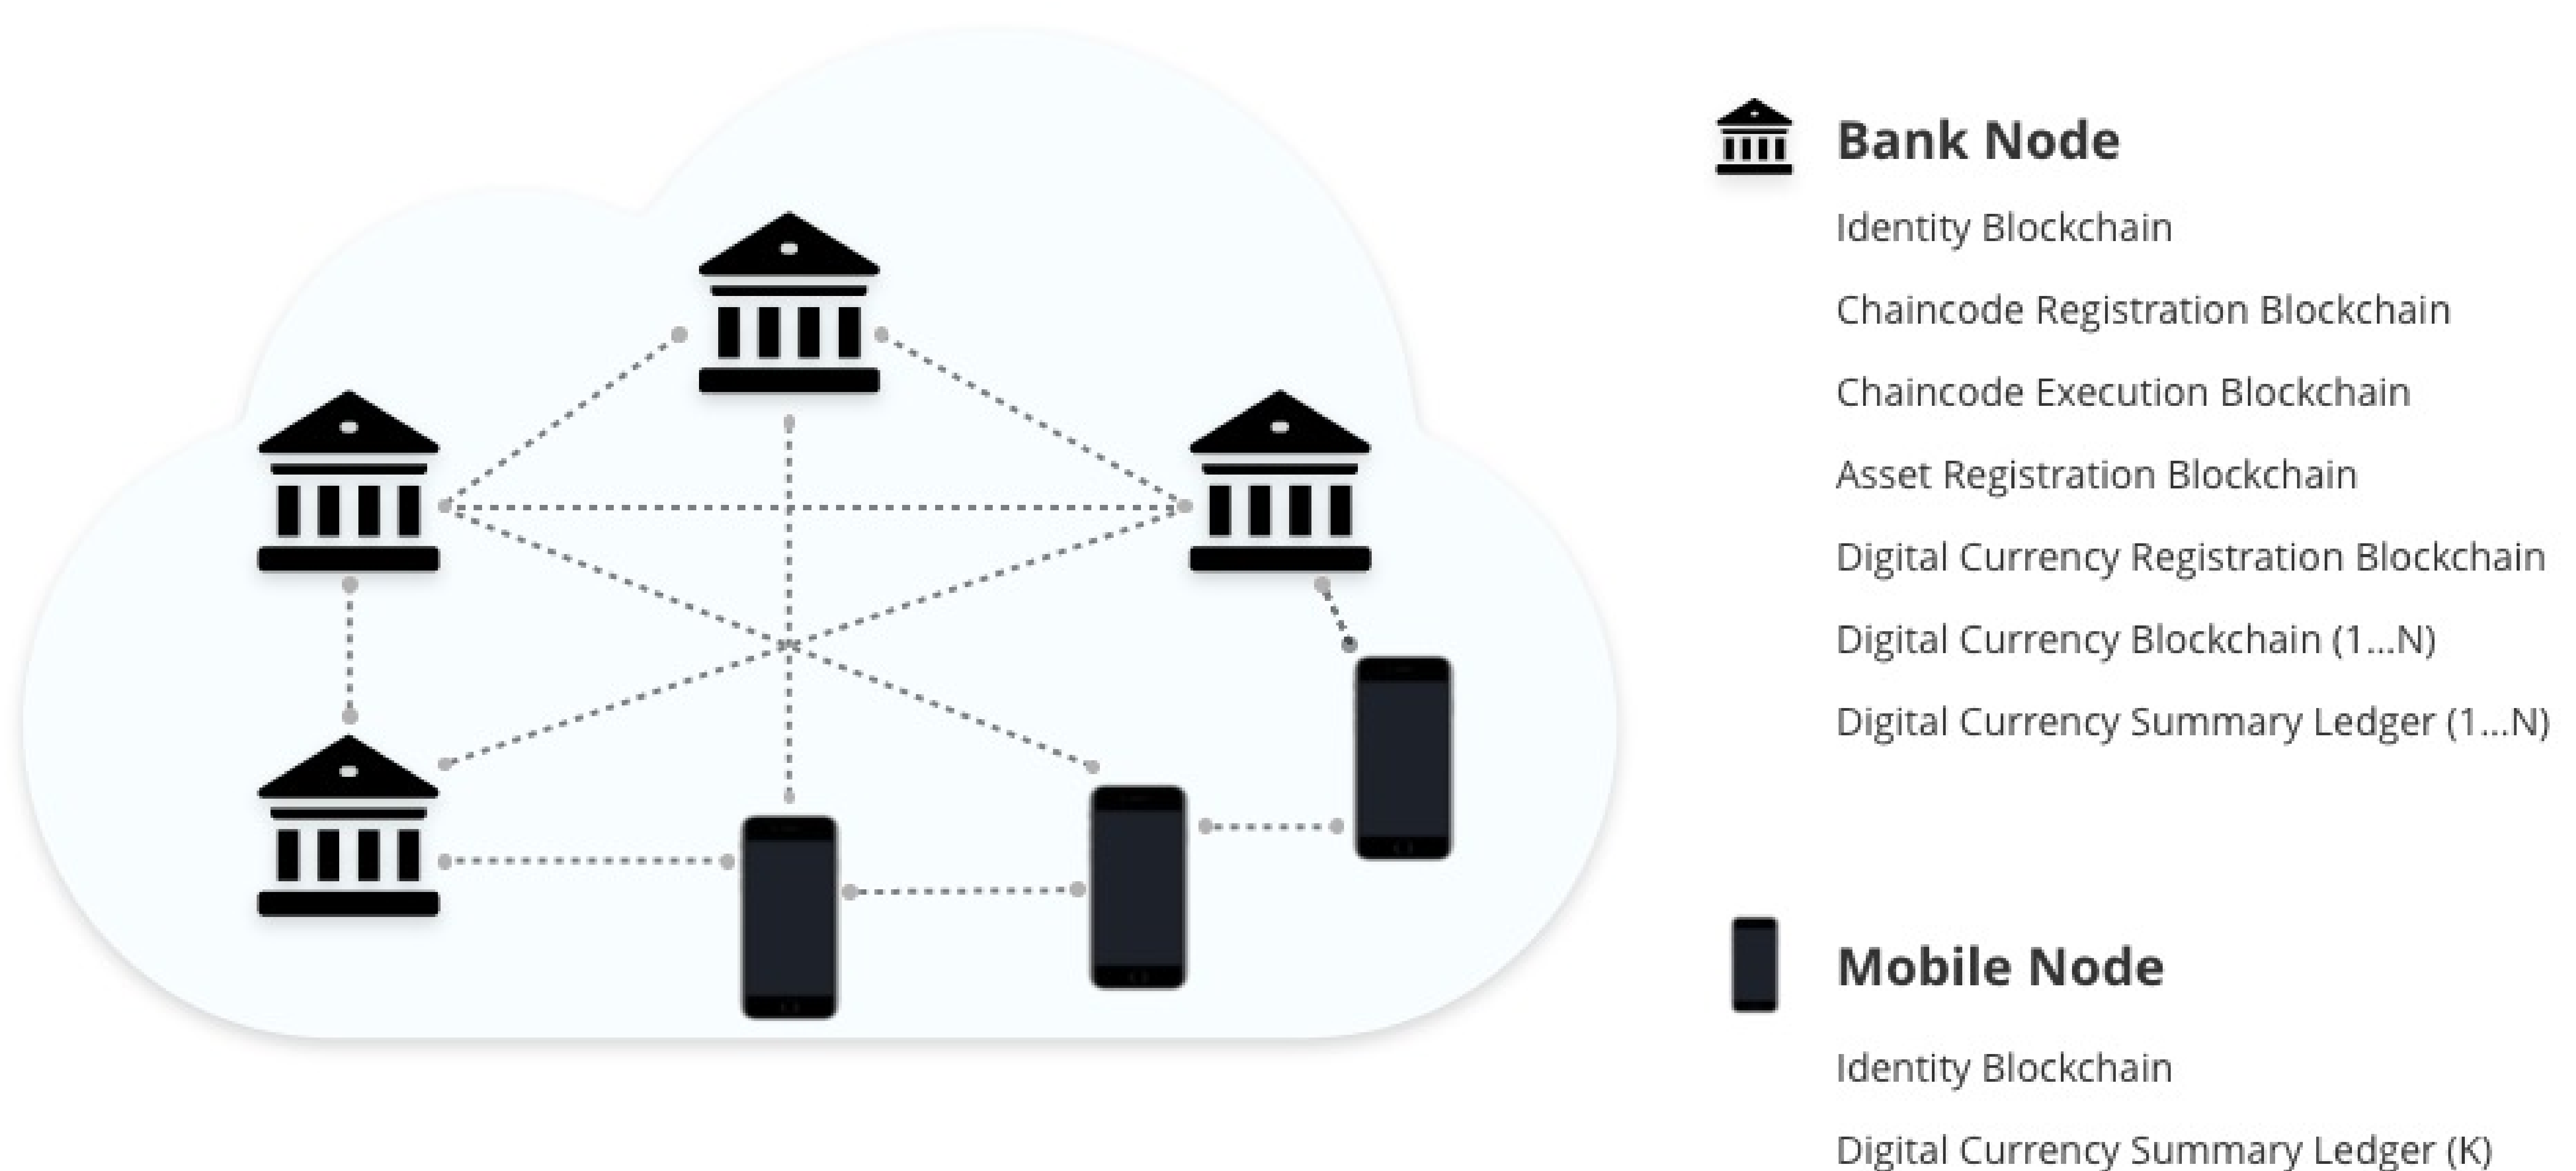 Bank Node
Identity Blockchain
Chaincode Registration Blockchain
Chaincode Execution Blockchain
Asset Registration Blockchain
Digital Currency Registration Blockchain
Digital Currency Blockchain (1...N)
Digital Currency Summary Ledger (1...N)
Mobile Node
Identity Blockchain
Digital Currency Summary Ledger (K)